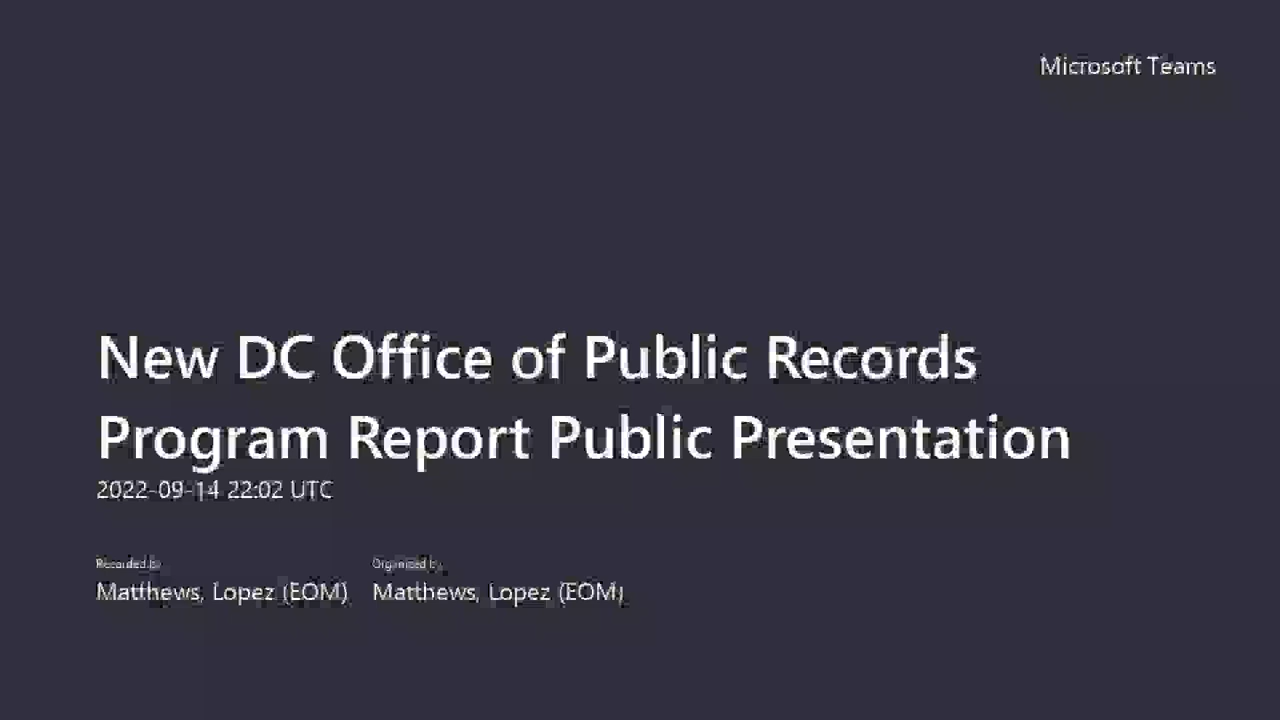 Microsoft Teams
New DC Office of Public Records
Program Report Public Presentation
2022-09-14 22:02 UTC
Recorded by Organized by
Matthews, Lopez (EOM) Matthews, Lopez (EOM)